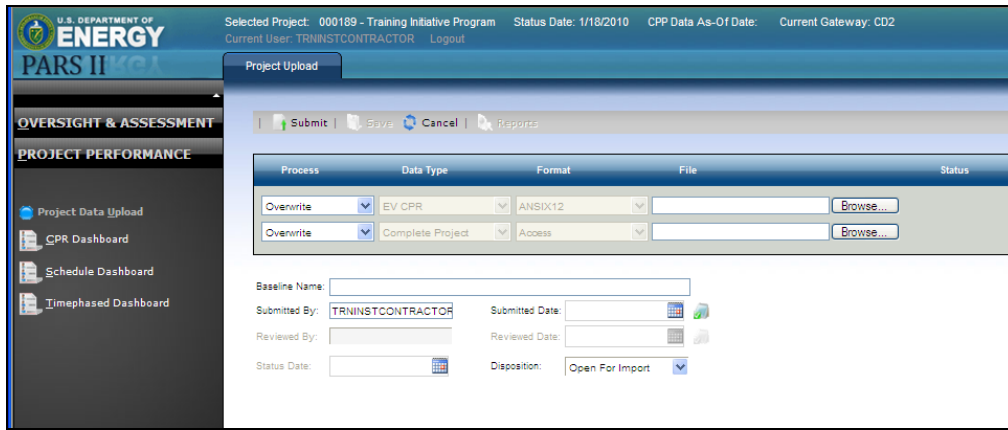 U.S. DEPARTMENT OF
ENERGY
PARS II
Selected Project: 000189 - Training Initiative Program Status Date: 1/18/2010 CPP Data As-Of Date: Current Gateway: CD2
Current User: TRNINSTCONTRACTOR Logout
Project Upload
OVERSIGHT & ASSESSMENT
PROJECT PERFORMANCE
Project Data Upload
CPR Dashboard
Schedule Dashboard
Timephased Dashboard
| Submit | Save Cancel | Reports
Process Data Type Format File Status
Overwrite EV CPR ANSIX12 Browse...
Overwrite Complete Project Access Browse...
Baseline Name:
Submitted By: TRNINSTCONTRACTOR Submitted Date:
Reviewed By: Reviewed Date:
Status Date: Disposition: Open For Import